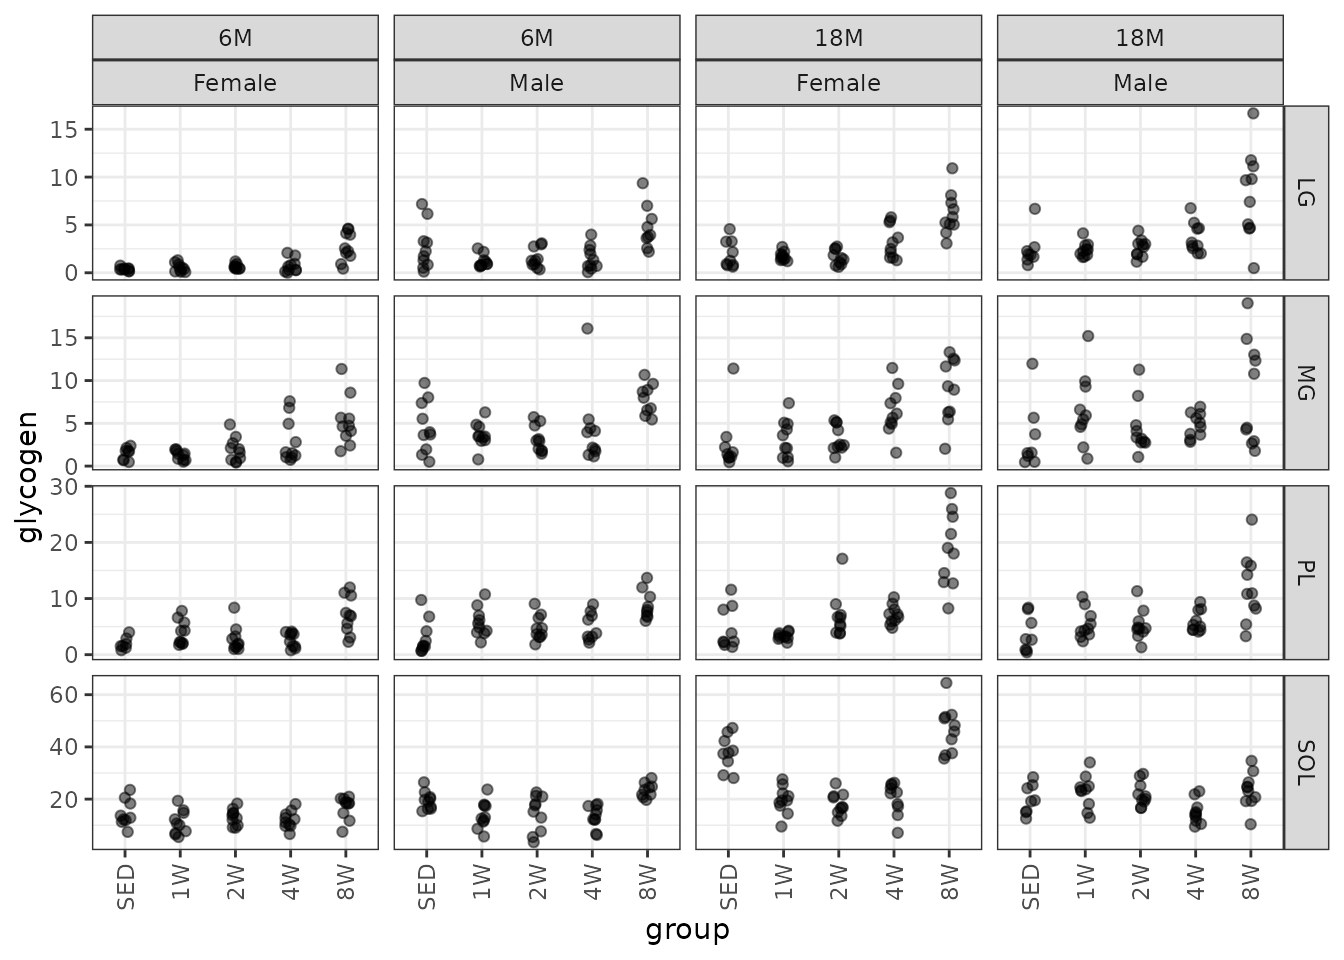 6M 6M 18M 18M
Female Male Female Male
15
10
5
0
LG
15
10
5
0
MG
30
20
10
0
PL
60
40
20
SOL
glycogen
SED 1W 2W 4W 8W SED 1W 2W 4W 8W SED 1W 2W 4W 8W SED 1W 2W 4W 8W
group